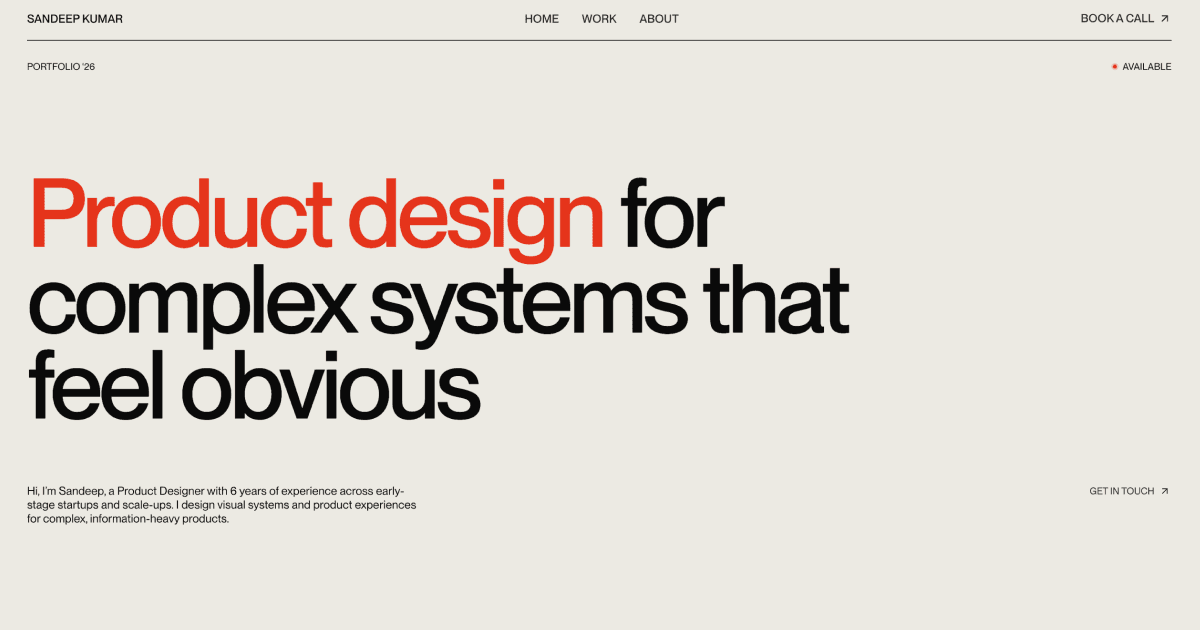 SANDEEP KUMAR
HOME WORK ABOUT
BOOK A CALL ↗
PORTFOLIO '26
AVAILABLE
Product design for
complex systems that
feel obvious
Hi, I'm Sandeep, a Product Designer with 6 years of experience across early-
stage startups and scale-ups. I design visual systems and product experiences
for complex, information-heavy products.
GET IN TOUCH ↗